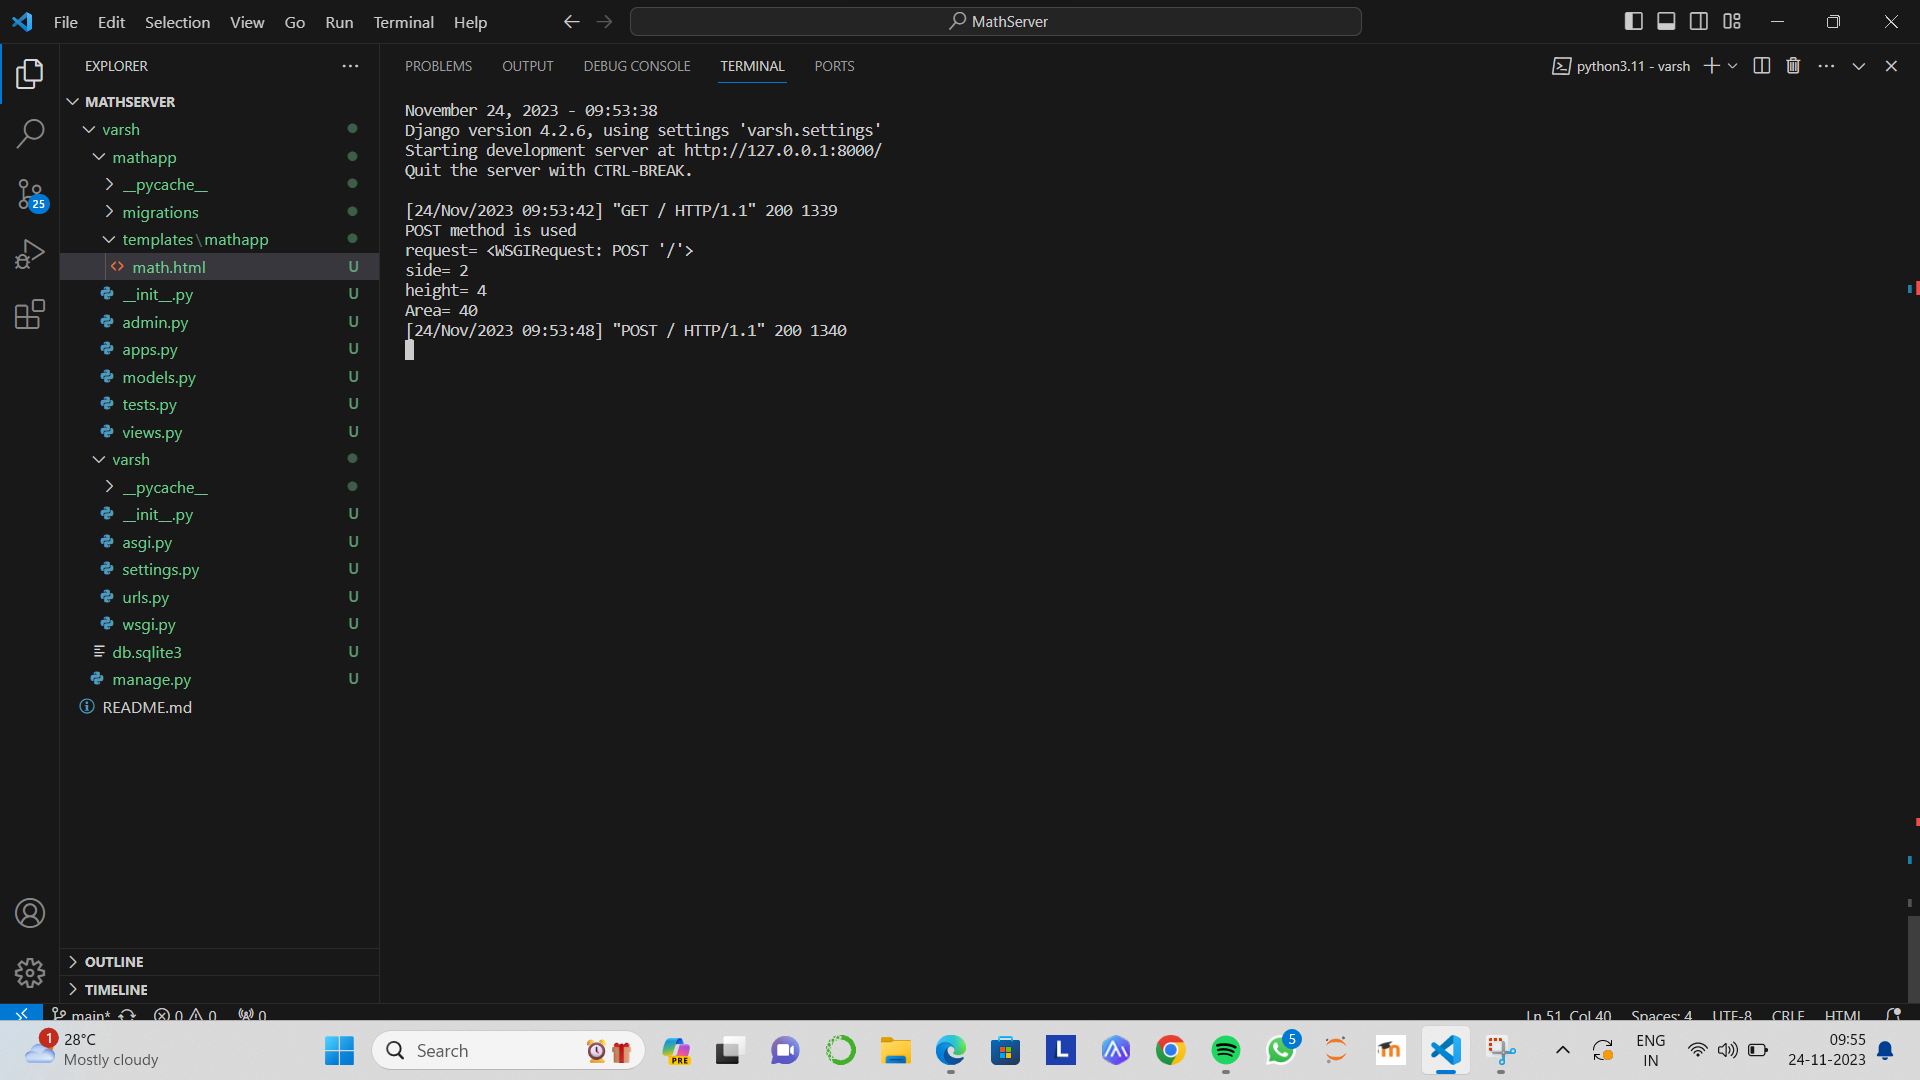 File Edit Selection View Go Run Terminal Help
MathServer
EXPLORER
MATHSERVER
varsh
mathapp
__pycache__
migrations
templates\mathapp
math.html U
__init__.py U
admin.py U
apps.py U
models.py U
tests.py U
views.py U
varsh
__pycache__
__init__.py U
asgi.py U
settings.py U
urls.py U
wsgi.py U
db.sqlite3 U
manage.py U
README.md
OUTLINE
TIMELINE
25
PROBLEMS OUTPUT DEBUG CONSOLE TERMINAL PORTS
python3.11 - varsh
November 24, 2023 - 09:53:38
Django version 4.2.6, using settings 'varsh.settings'
Starting development server at http://127.0.0.1:8000/
Quit the server with CTRL-BREAK.
[24/Nov/2023 09:53:42] "GET / HTTP/1.1" 200 1339
POST method is used
request= <WSGIRequest: POST '/'>
side= 2
height= 4
Area= 40
[24/Nov/2023 09:53:48] "POST / HTTP/1.1" 200 1340
main* 0 0 0
Ln 51, Col 40 Spaces: 4 UTF-8 CRLF HTML
1
28°C
Mostly cloudy
Search
PRE
L
5
m
ENG
IN
09:55
24-11-2023